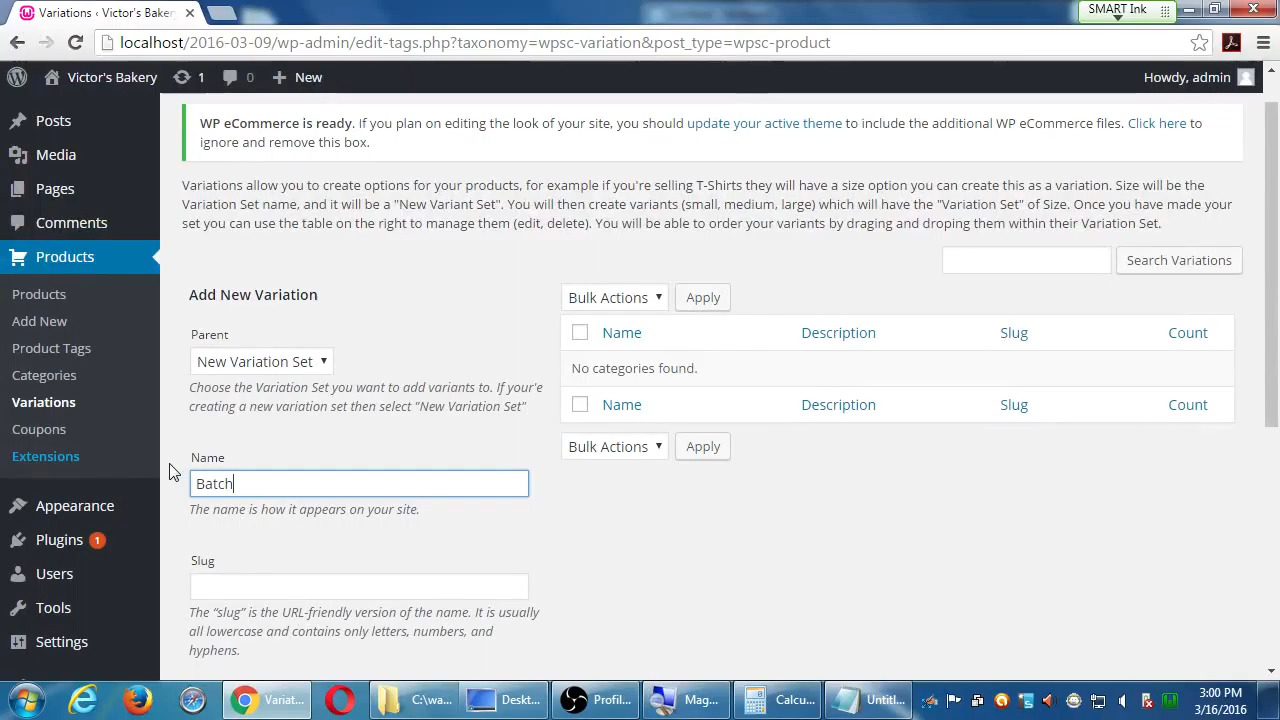 Variations ‹ Victor's Bakery
SMART Ink
localhost/2016-03-09/wp-admin/edit-tags.php?taxonomy=wpsc-variation&post_type=wpsc-product
Victor's Bakery
1
0
New
Howdy, admin
Posts
Media
Pages
Comments
Products
Products
Add New
Product Tags
Categories
Variations
Coupons
Extensions
Appearance
Plugins 1
Users
Tools
Settings
WP eCommerce is ready. If you plan on editing the look of your site, you should update your active theme to include the additional WP eCommerce files. Click here to
ignore and remove this box.
Variations allow you to create options for your products, for example if you're selling T-Shirts they will have a size option you can create this as a variation. Size will be the
Variation Set name, and it will be a "New Variant Set". You will then create variants (small, medium, large) which will have the "Variation Set" of Size. Once you have made your
set you can use the table on the right to manage them (edit, delete). You will be able to order your variants by draging and droping them within their Variation Set.
Search Variations
Add New Variation
Parent
New Variation Set
Choose the Variation Set you want to add variants to. If your'e
creating a new variation set then select "New Variation Set"
Name
Batch
The name is how it appears on your site.
Slug
The “slug” is the URL-friendly version of the name. It is usually
all lowercase and contains only letters, numbers, and
hyphens.
Bulk Actions
Apply
Name Description Slug Count
No categories found.
Name Description Slug Count
Bulk Actions
Apply
Variat...
C:\wa...
Deskt...
Profil...
Mag...
Calcu...
Untitl...
3:00 PM
3/16/2016